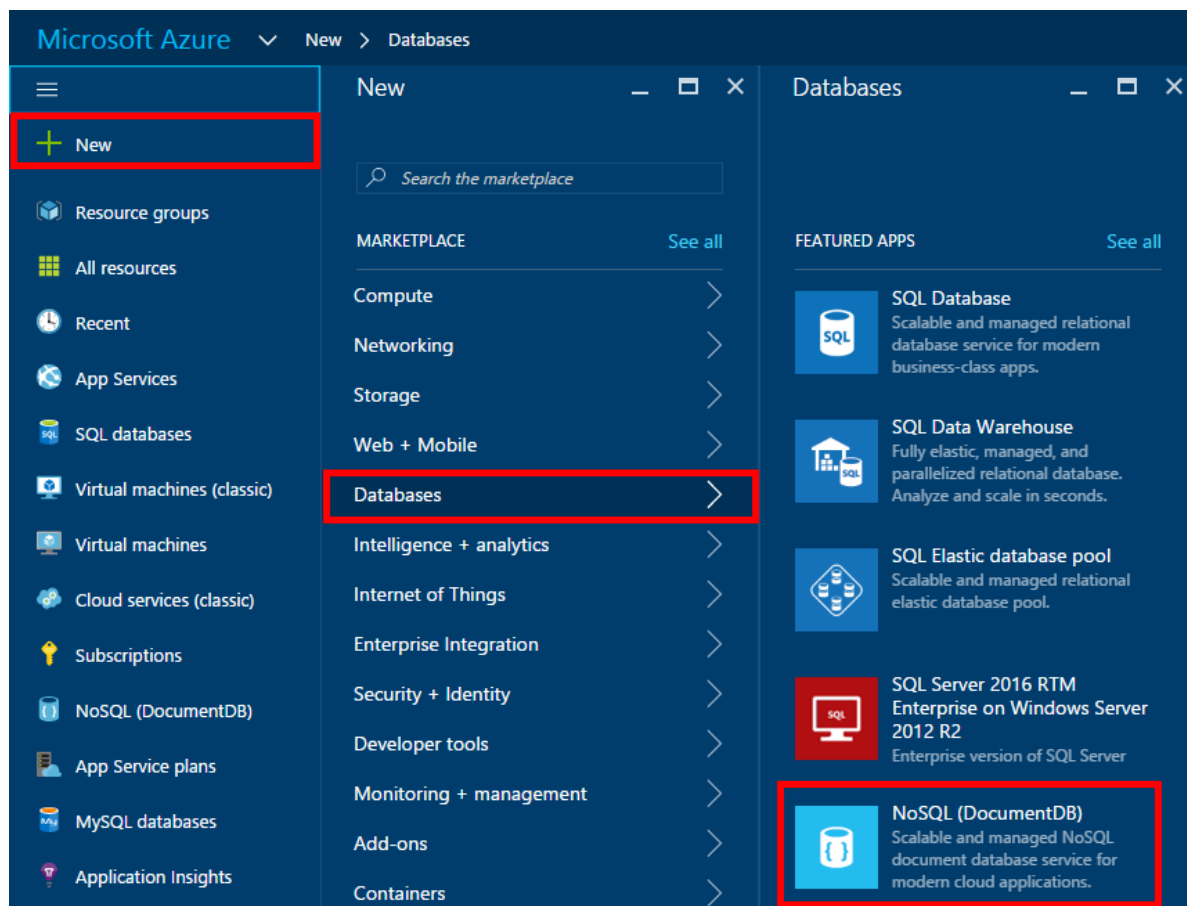 Microsoft Azure New > Databases
New
Resource groups
All resources
Recent
App Services
SQL databases
Virtual machines (classic)
Virtual machines
Cloud services (classic)
Subscriptions
NoSQL (DocumentDB)
App Service plans
MySQL databases
Application Insights
New
Search the marketplace
MARKETPLACE See all
Compute
Networking
Storage
Web + Mobile
Databases
Intelligence + analytics
Internet of Things
Enterprise Integration
Security + Identity
Developer tools
Monitoring + management
Add-ons
Containers
Databases
FEATURED APPS See all
SQL
SQL Database
Scalable and managed relational
database service for modern
business-class apps.
SQL
SQL Data Warehouse
Fully elastic, managed, and
parallelized relational database.
Analyze and scale in seconds.
SQL Elastic database pool
Scalable and managed relational
elastic database pool.
SQL
SQL Server 2016 RTM
Enterprise on Windows Server
2012 R2
Enterprise version of SQL Server
NoSQL (DocumentDB)
Scalable and managed NoSQL
document database service for
modern cloud applications.